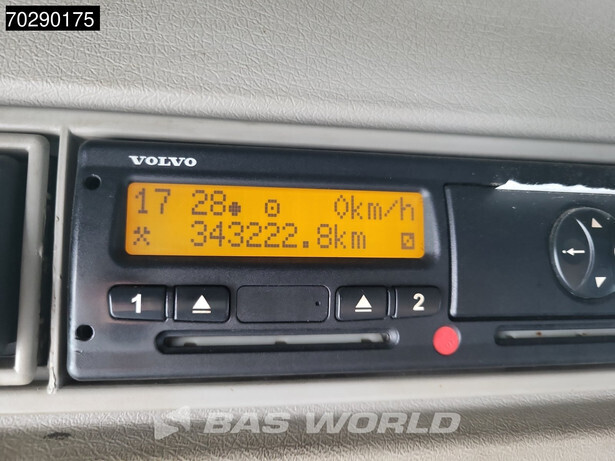 70290175
VOLVO
17 28 0km/h
343222.8km
1 2
BAS WORLD